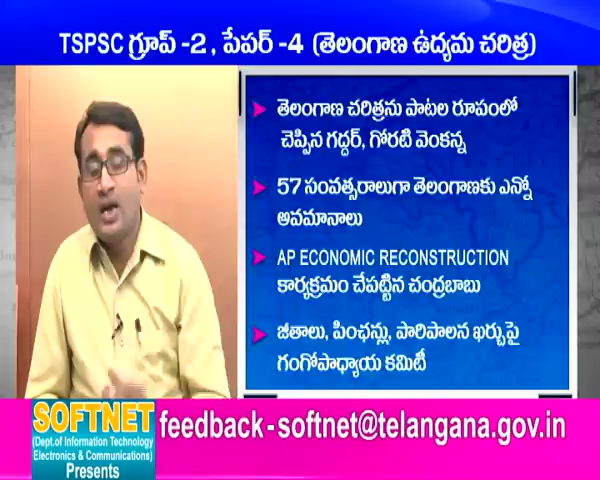 TSPSC గ్రూప్ -2 , పేపర్ -4 (తెలంగాణ ఉద్యమ చరిత్ర)
తెలంగాణ చరిత్రను పాటల రూపంలో
చెప్పిన గద్దర్, గోరటి వెంకన్న
57 సంవత్సరాలుగా తెలంగాణకు ఎన్నో
అవమానాలు
AP ECONOMIC RECONSTRUCTION
కార్యక్రమం చేపట్టిన చంద్రబాబు
జీతాలు, పింఛన్లు, పారిపాలన ఖర్చుపై
గంగోపాధ్యాయ కమిటీ
SOFTNET
(Dept.of Information Technology
Electronics & Communications)
Presents
feedback-softnet@telangana.gov.in